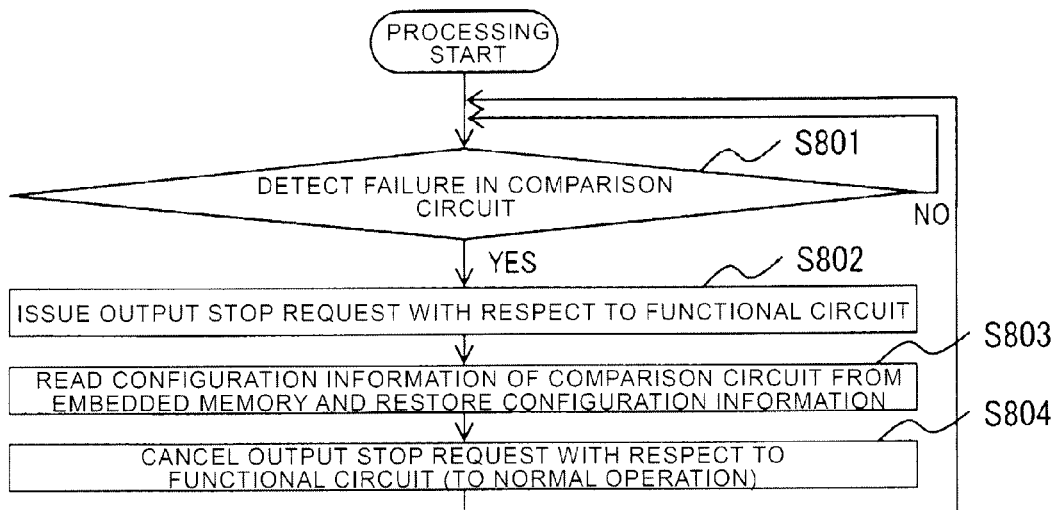 PROCESSING
START
S801
DETECT FAILURE IN COMPARISON
CIRCUIT
NO
YES
S802
ISSUE OUTPUT STOP REQUEST WITH RESPECT TO FUNCTIONAL CIRCUIT
S803
READ CONFIGURATION INFORMATION OF COMPARISON CIRCUIT FROM
EMBEDDED MEMORY AND RESTORE CONFIGURATION INFORMATION
S804
CANCEL OUTPUT STOP REQUEST WITH RESPECT TO
FUNCTIONAL CIRCUIT (TO NORMAL OPERATION)